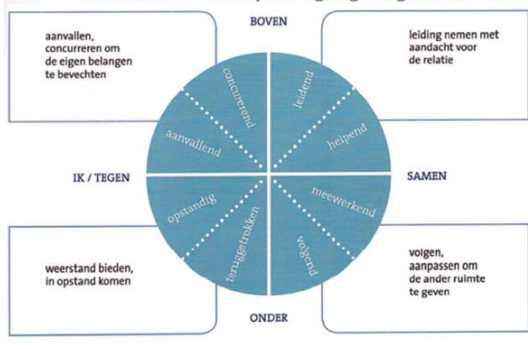 BOVEN
aanvallen,
concurreren om
de eigen belangen
te bevechten
leiding nemen met
aandacht voor
de relatie
concurrerend
leidend
aanvallend
helpend
IK / TEGEN
SAMEN
opstandig
meewerkend
teruggetrokken
volgend
weerstand bieden,
in opstand komen
volgen,
aanpassen om
de ander ruimte
te geven
ONDER